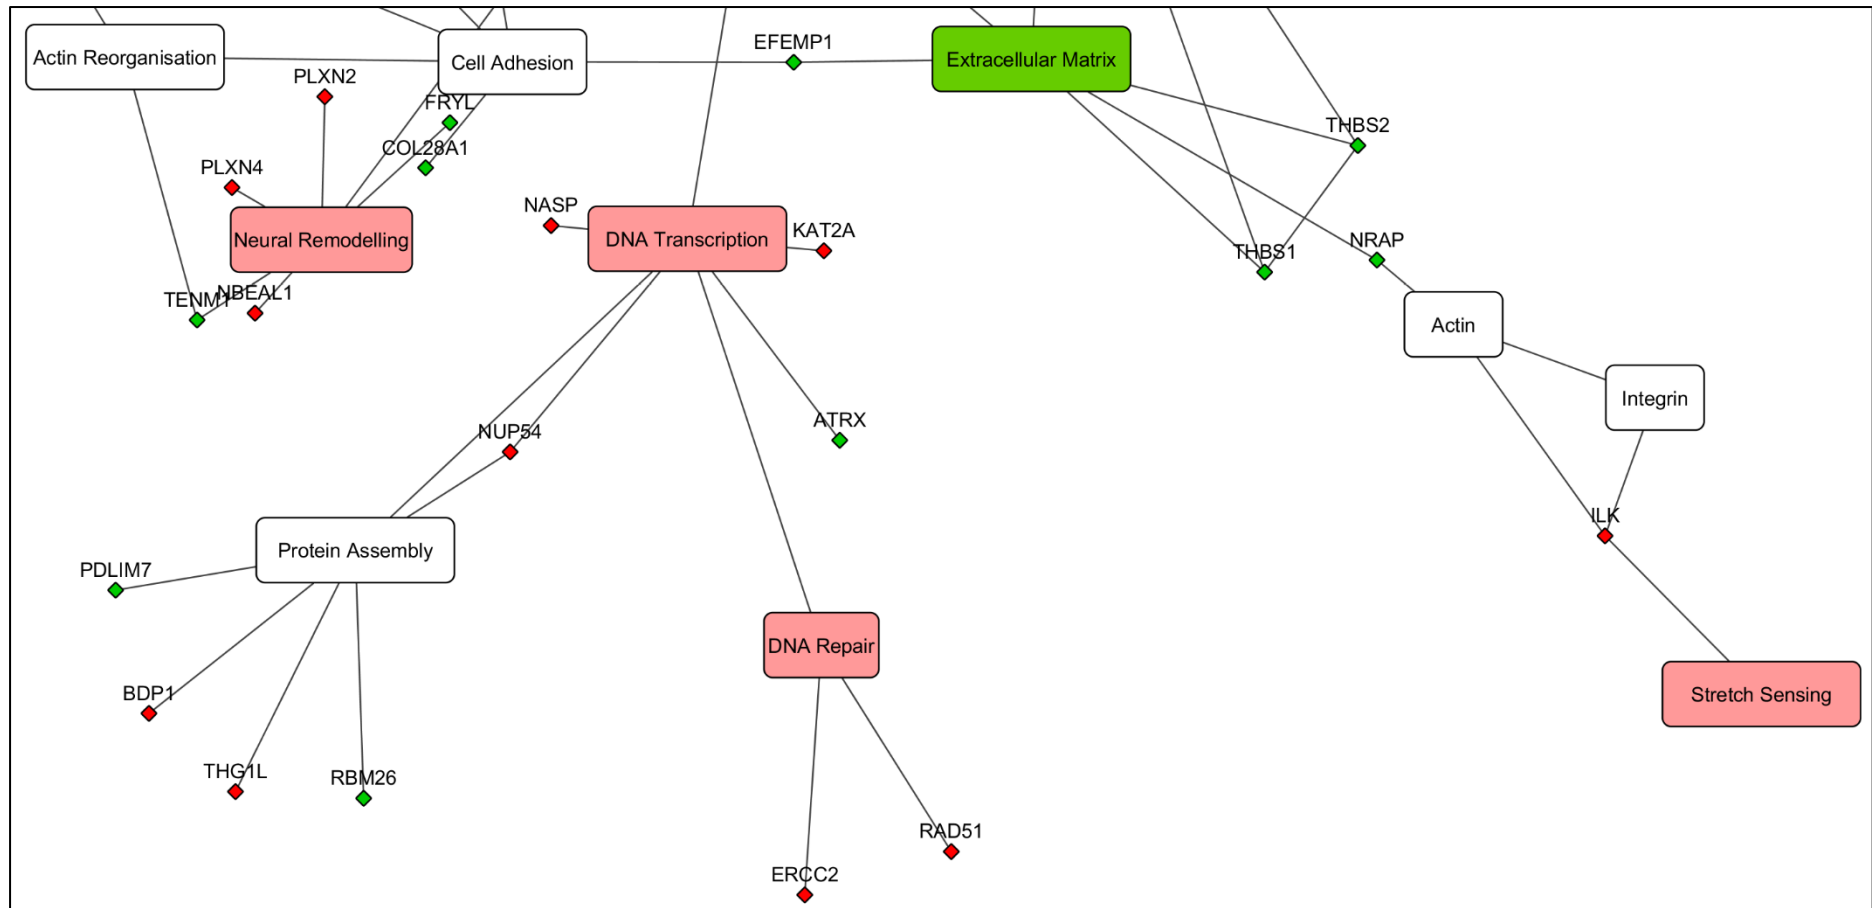 EFEMP1
Actin Reorganisation
Cell Adhesion
Extracellular Matrix
PLXN2
FRYL
THBS2
COL28A1
PLXN4
NASP
KAT2A
Neural Remodelling
DNA Transcription
NRAP
THBS1
TENM1
NBEAL1
Actin
Integrin
ATRX
NUP54
ILK
Protein Assembly
PDLIM7
DNA Repair
BDP1
Stretch Sensing
THG1L
RBM26
RAD51
ERCC2